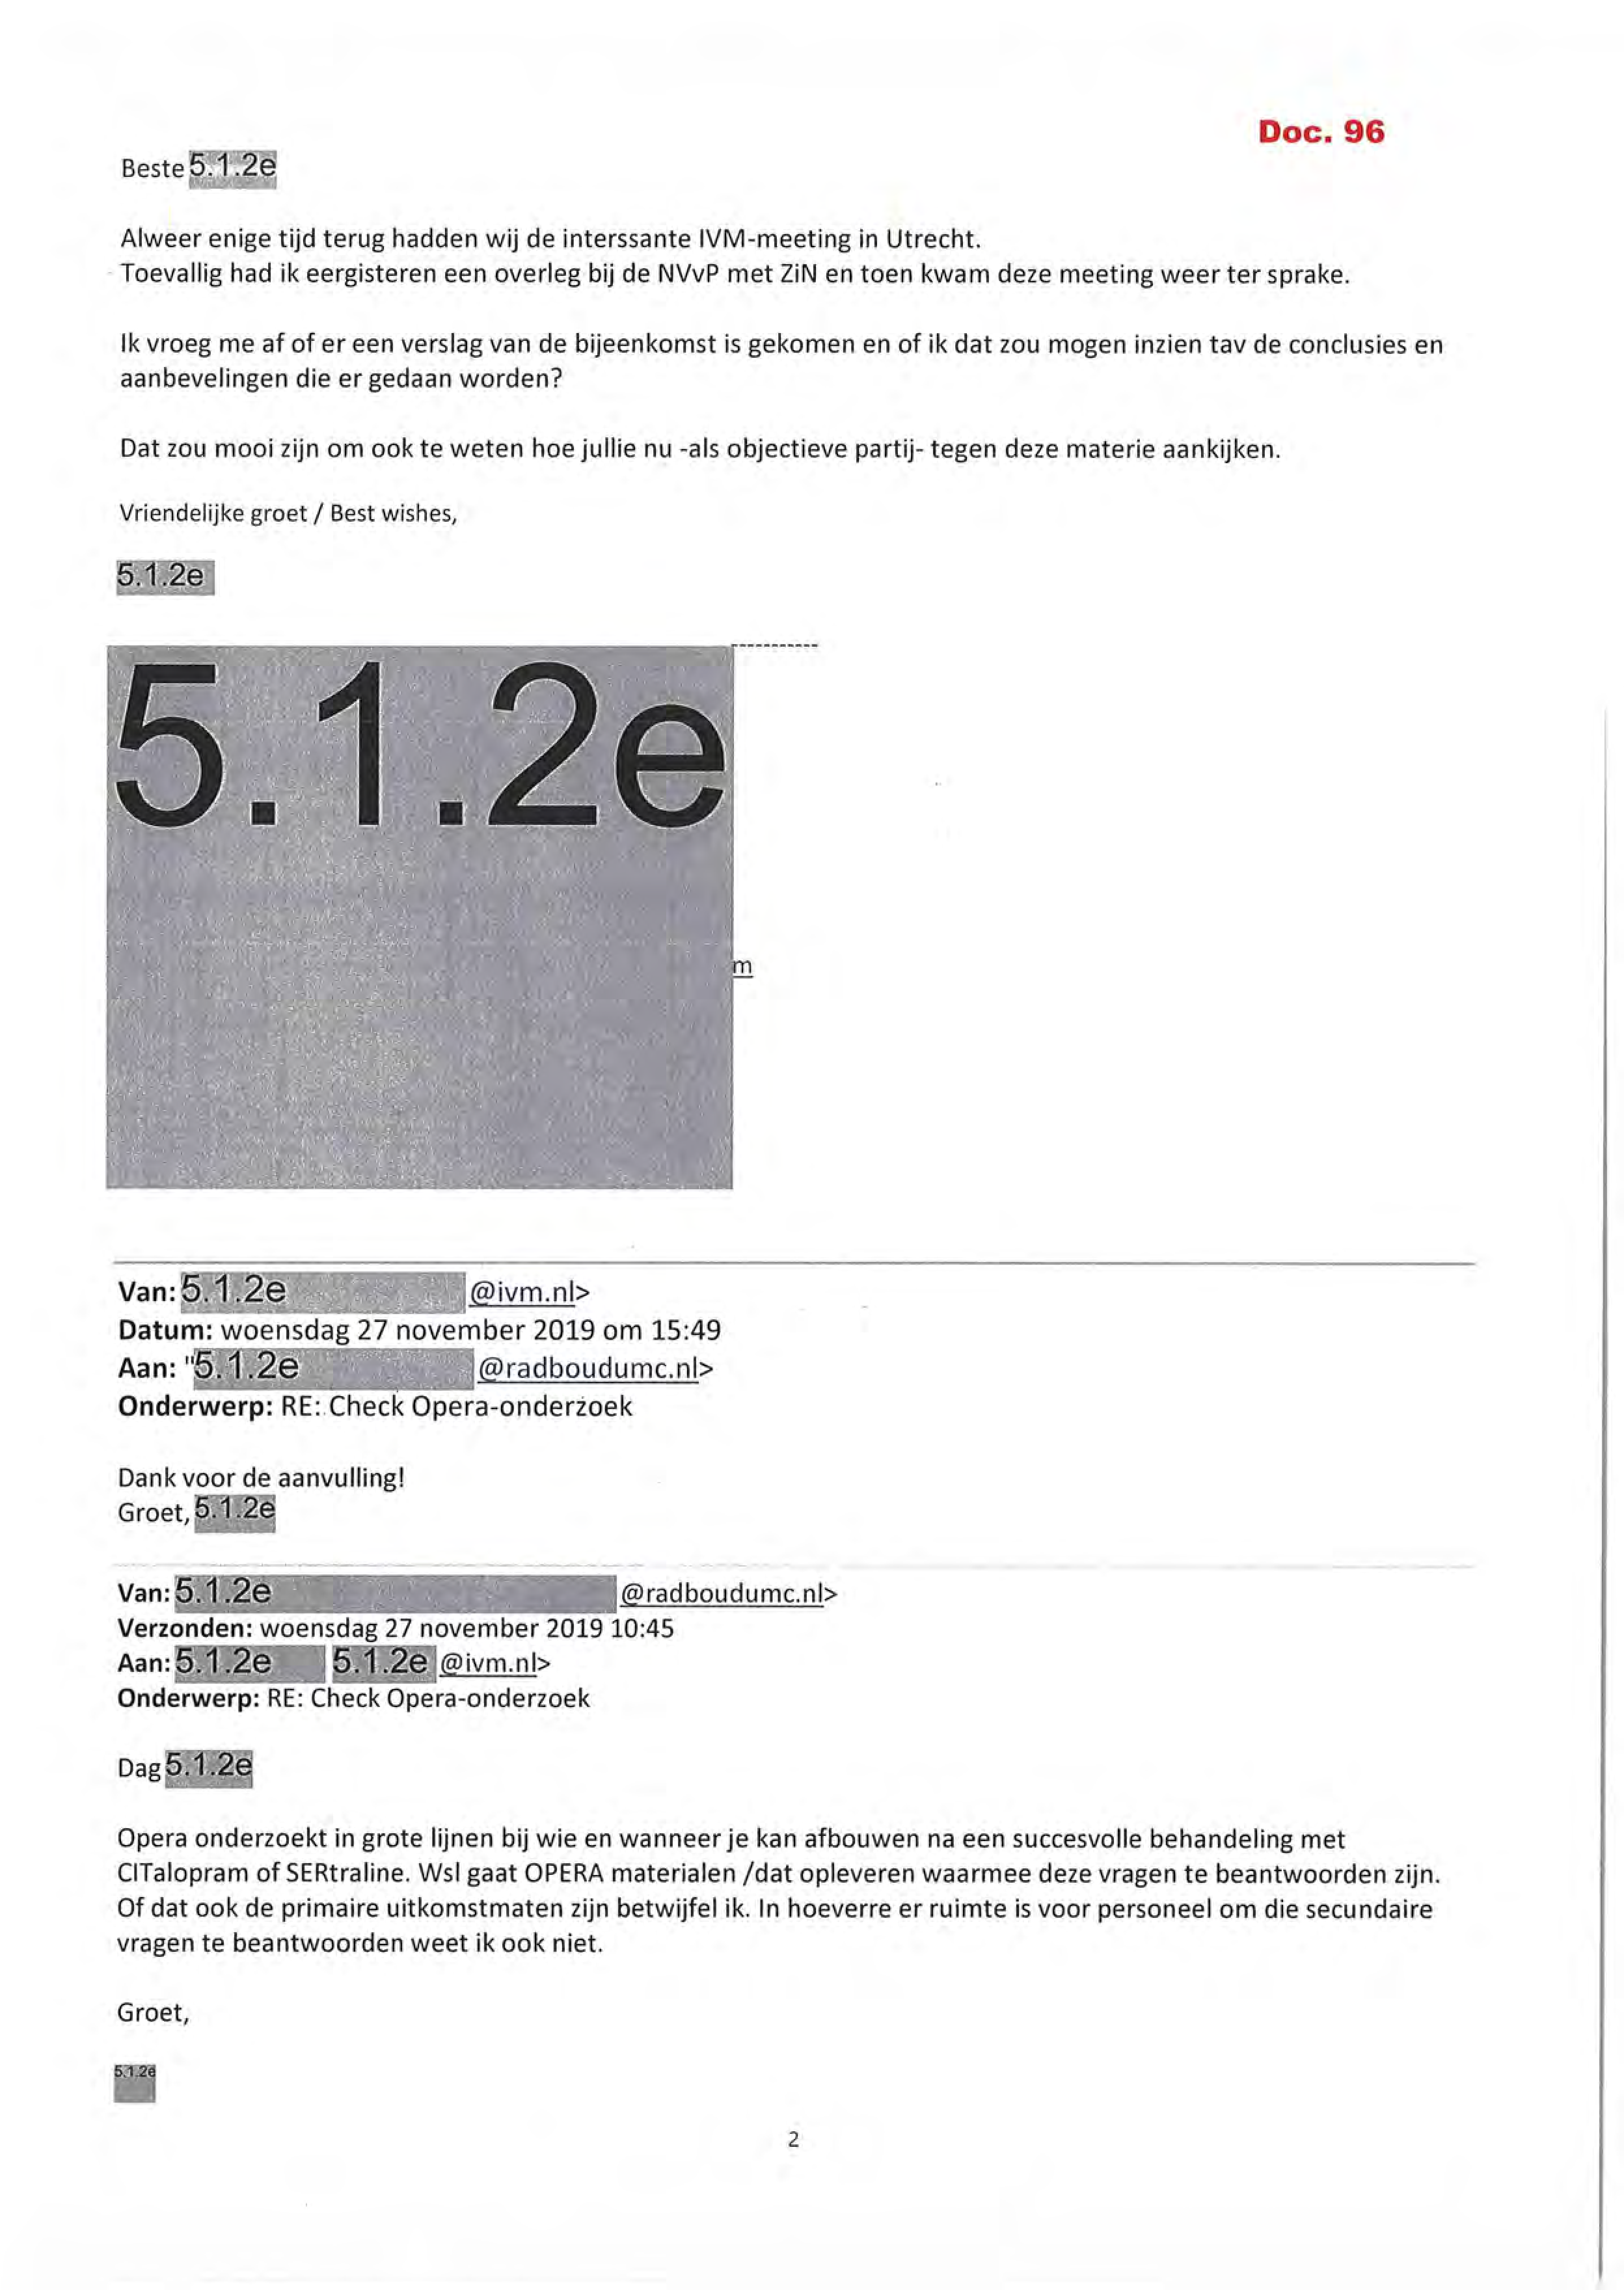 Doc. 96
Beste 5.1.2e
Alweer enige tijd terug hadden wij de interssante IVM-meeting in Utrecht.
Toevallig had ik eergisteren een overleg bij de NVvP met ZiN en toen kwam deze meeting weer ter sprake.
Ik vroeg me af of er een verslag van de bijeenkomst is gekomen en of ik dat zou mogen inzien tav de conclusies en
aanbevelingen die er gedaan worden?
Dat zou mooi zijn om ook te weten hoe jullie nu -als objectieve partij- tegen deze materie aankijken.
Vriendelijke groet / Best wishes,
5.1.2e
-----------
5.1.2e
m
Van: 5.1.2e @ivm.nl>
Datum: woensdag 27 november 2019 om 15:49
Aan: "5.1.2e @radboudumc.nl>
Onderwerp: RE: Check Opera-onderzoek
Dank voor de aanvulling!
Groet, 5.1.2e
Van: 5.1.2e @radboudumc.nl>
Verzonden: woensdag 27 november 2019 10:45
Aan: 5.1.2e 5.1.2e @ivm.nl>
Onderwerp: RE: Check Opera-onderzoek
Dag 5.1.2e
Opera onderzoekt in grote lijnen bij wie en wanneer je kan afbouwen na een succesvolle behandeling met
CITalopram of SERtraline. Wsl gaat OPERA materialen /dat opleveren waarmee deze vragen te beantwoorden zijn.
Of dat ook de primaire uitkomstmaten zijn betwijfel ik. In hoeverre er ruimte is voor personeel om die secundaire
vragen te beantwoorden weet ik ook niet.
Groet,
5.1.2e
2